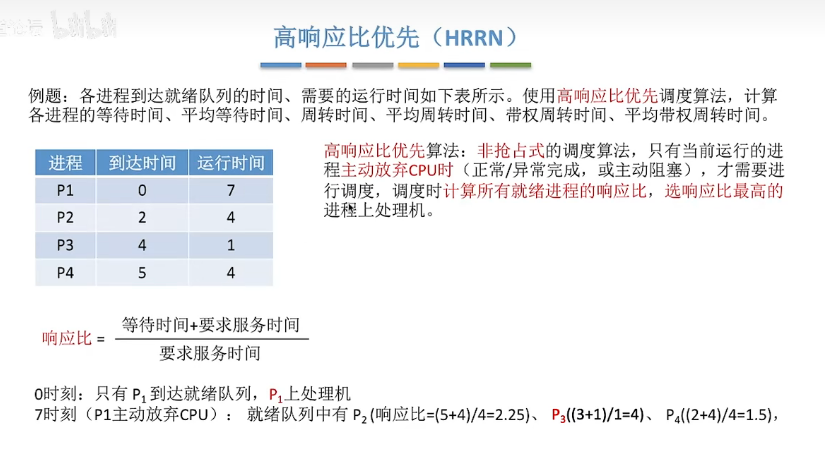 高响应比优先（HRRN）
例题：各进程到达就绪队列的时间、需要的运行时间如下表所示。使用高响应比优先调度算法，计算
各进程的等待时间、平均等待时间、周转时间、平均周转时间、带权周转时间、平均带权周转时间。
进程 到达时间 运行时间
P1 0 7
P2 2 4
P3 4 1
P4 5 4
高响应比优先算法：非抢占式的调度算法，只有当前运行的进
程主动放弃CPU时（正常/异常完成，或主动阻塞），才需要进
行调度，调度时计算所有就绪进程的响应比，选响应比最高的
进程上处理机。
响应比 = 等待时间+要求服务时间
要求服务时间
0时刻：只有 P1 到达就绪队列，P1上处理机
7时刻（P1主动放弃CPU）： 就绪队列中有 P2 (响应比=(5+4)/4=2.25)、 P3((3+1)/1=4)、 P4((2+4)/4=1.5)，